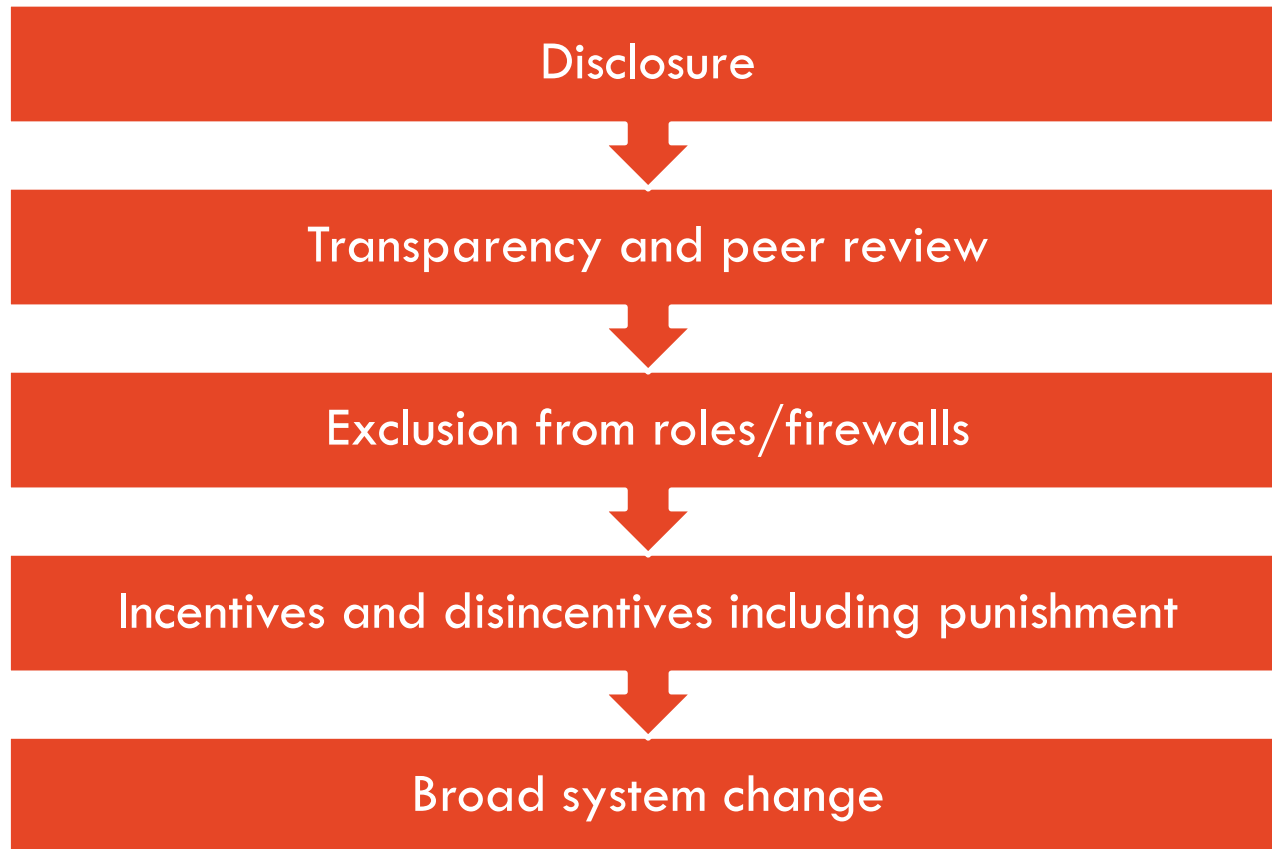 Disclosure
Transparency and peer review
Exclusion from roles/firewalls
Incentives and disincentives including punishment
Broad system change